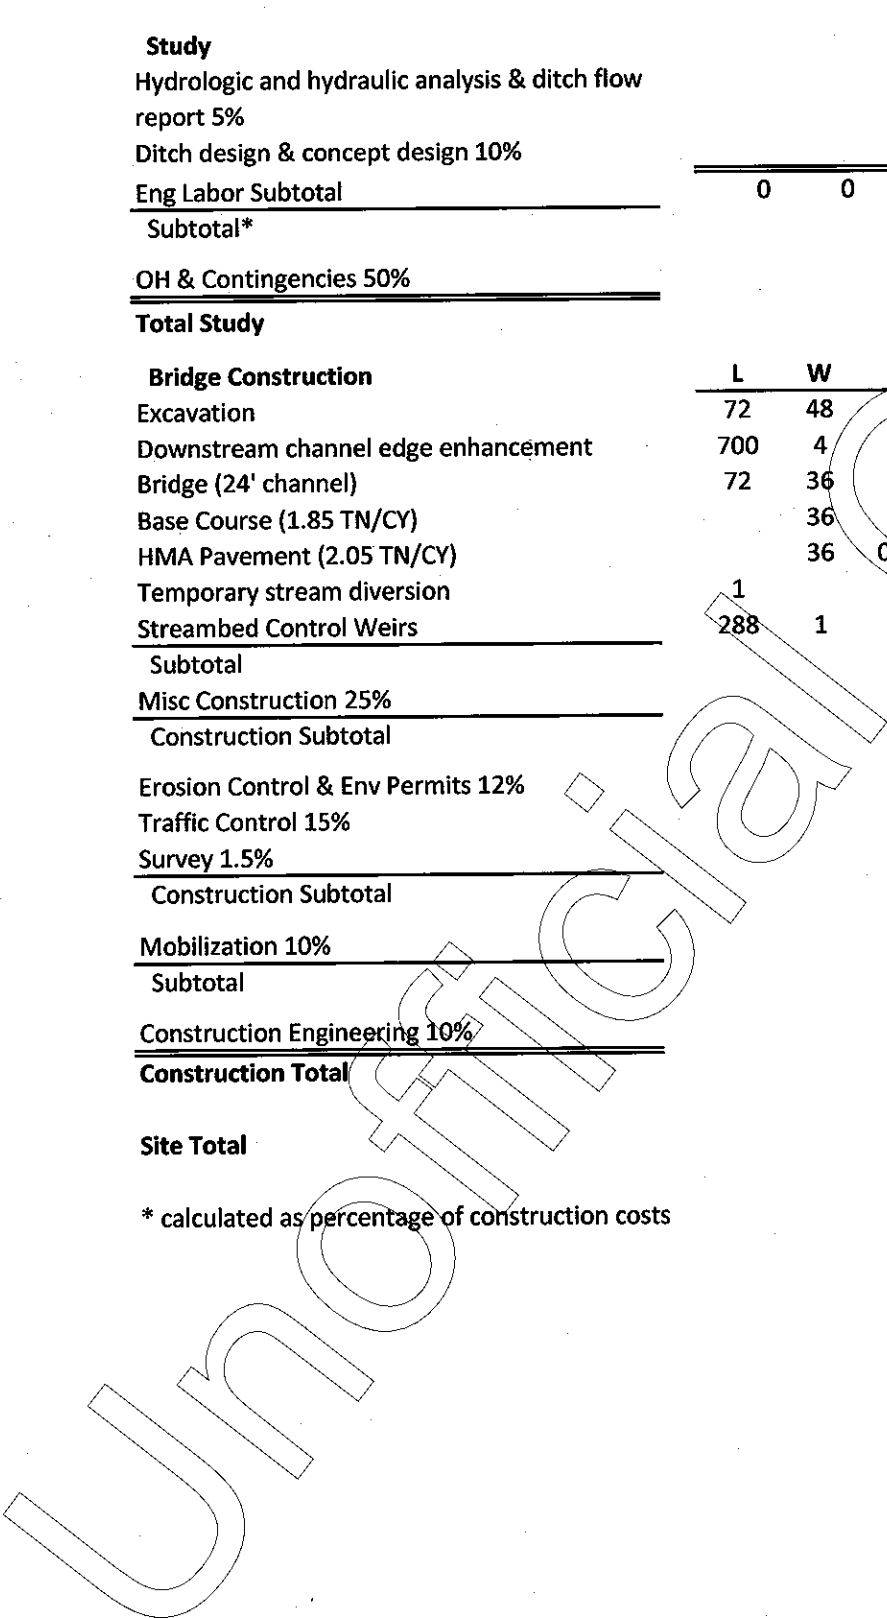 Study
Hydrologic and hydraulic analysis & ditch flow
report 5%
Ditch design & concept design 10%
Eng Labor Subtotal 0 0
Subtotal*
OH & Contingencies 50%
Total Study
Bridge Construction L W
Excavation 72 48
Downstream channel edge enhancement 700 4
Bridge (24' channel) 72 36
Base Course (1.85 TN/CY) 36
HMA Pavement (2.05 TN/CY) 36 0
Temporary stream diversion 1
Streambed Control Weirs 288 1
Subtotal
Misc Construction 25%
Construction Subtotal
Erosion Control & Env Permits 12%
Traffic Control 15%
Survey 1.5%
Construction Subtotal
Mobilization 10%
Subtotal
Construction Engineering 10%
Construction Total
Site Total
* calculated as percentage of construction costs
Unofficial